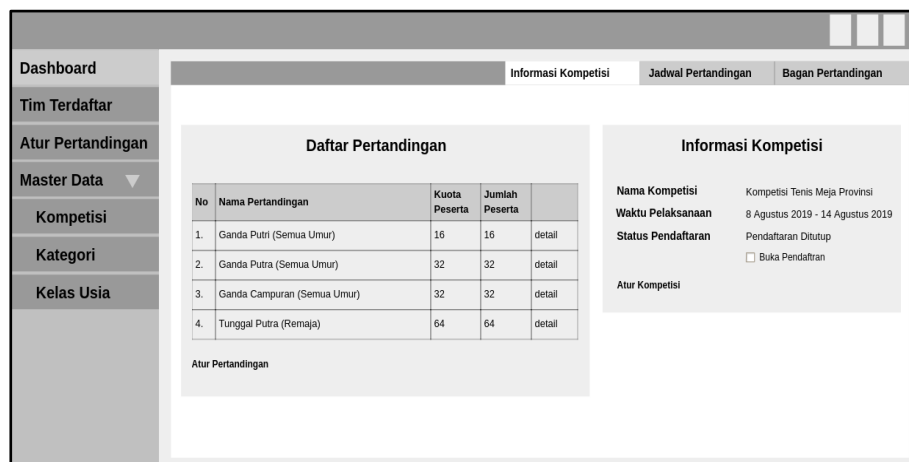 Dashboard
Tim Terdaftar
Atur Pertandingan
Master Data
Kompetisi
Kategori
Kelas Usia
Informasi Kompetisi
Jadwal Pertandingan
Bagan Pertandingan
Daftar Pertandingan
No Nama Pertandingan Kuota Peserta Jumlah Peserta
1. Ganda Putri (Semua Umur) 16 16 detail
2. Ganda Putra (Semua Umur) 32 32 detail
3. Ganda Campuran (Semua Umur) 32 32 detail
4. Tunggal Putra (Remaja) 64 64 detail
Atur Pertandingan
Informasi Kompetisi
Nama Kompetisi Kompetisi Tenis Meja Provinsi
Waktu Pelaksanaan 8 Agustus 2019 - 14 Agustus 2019
Status Pendaftaran Pendaftaran Ditutup
Buka Pendaftran
Atur Kompetisi